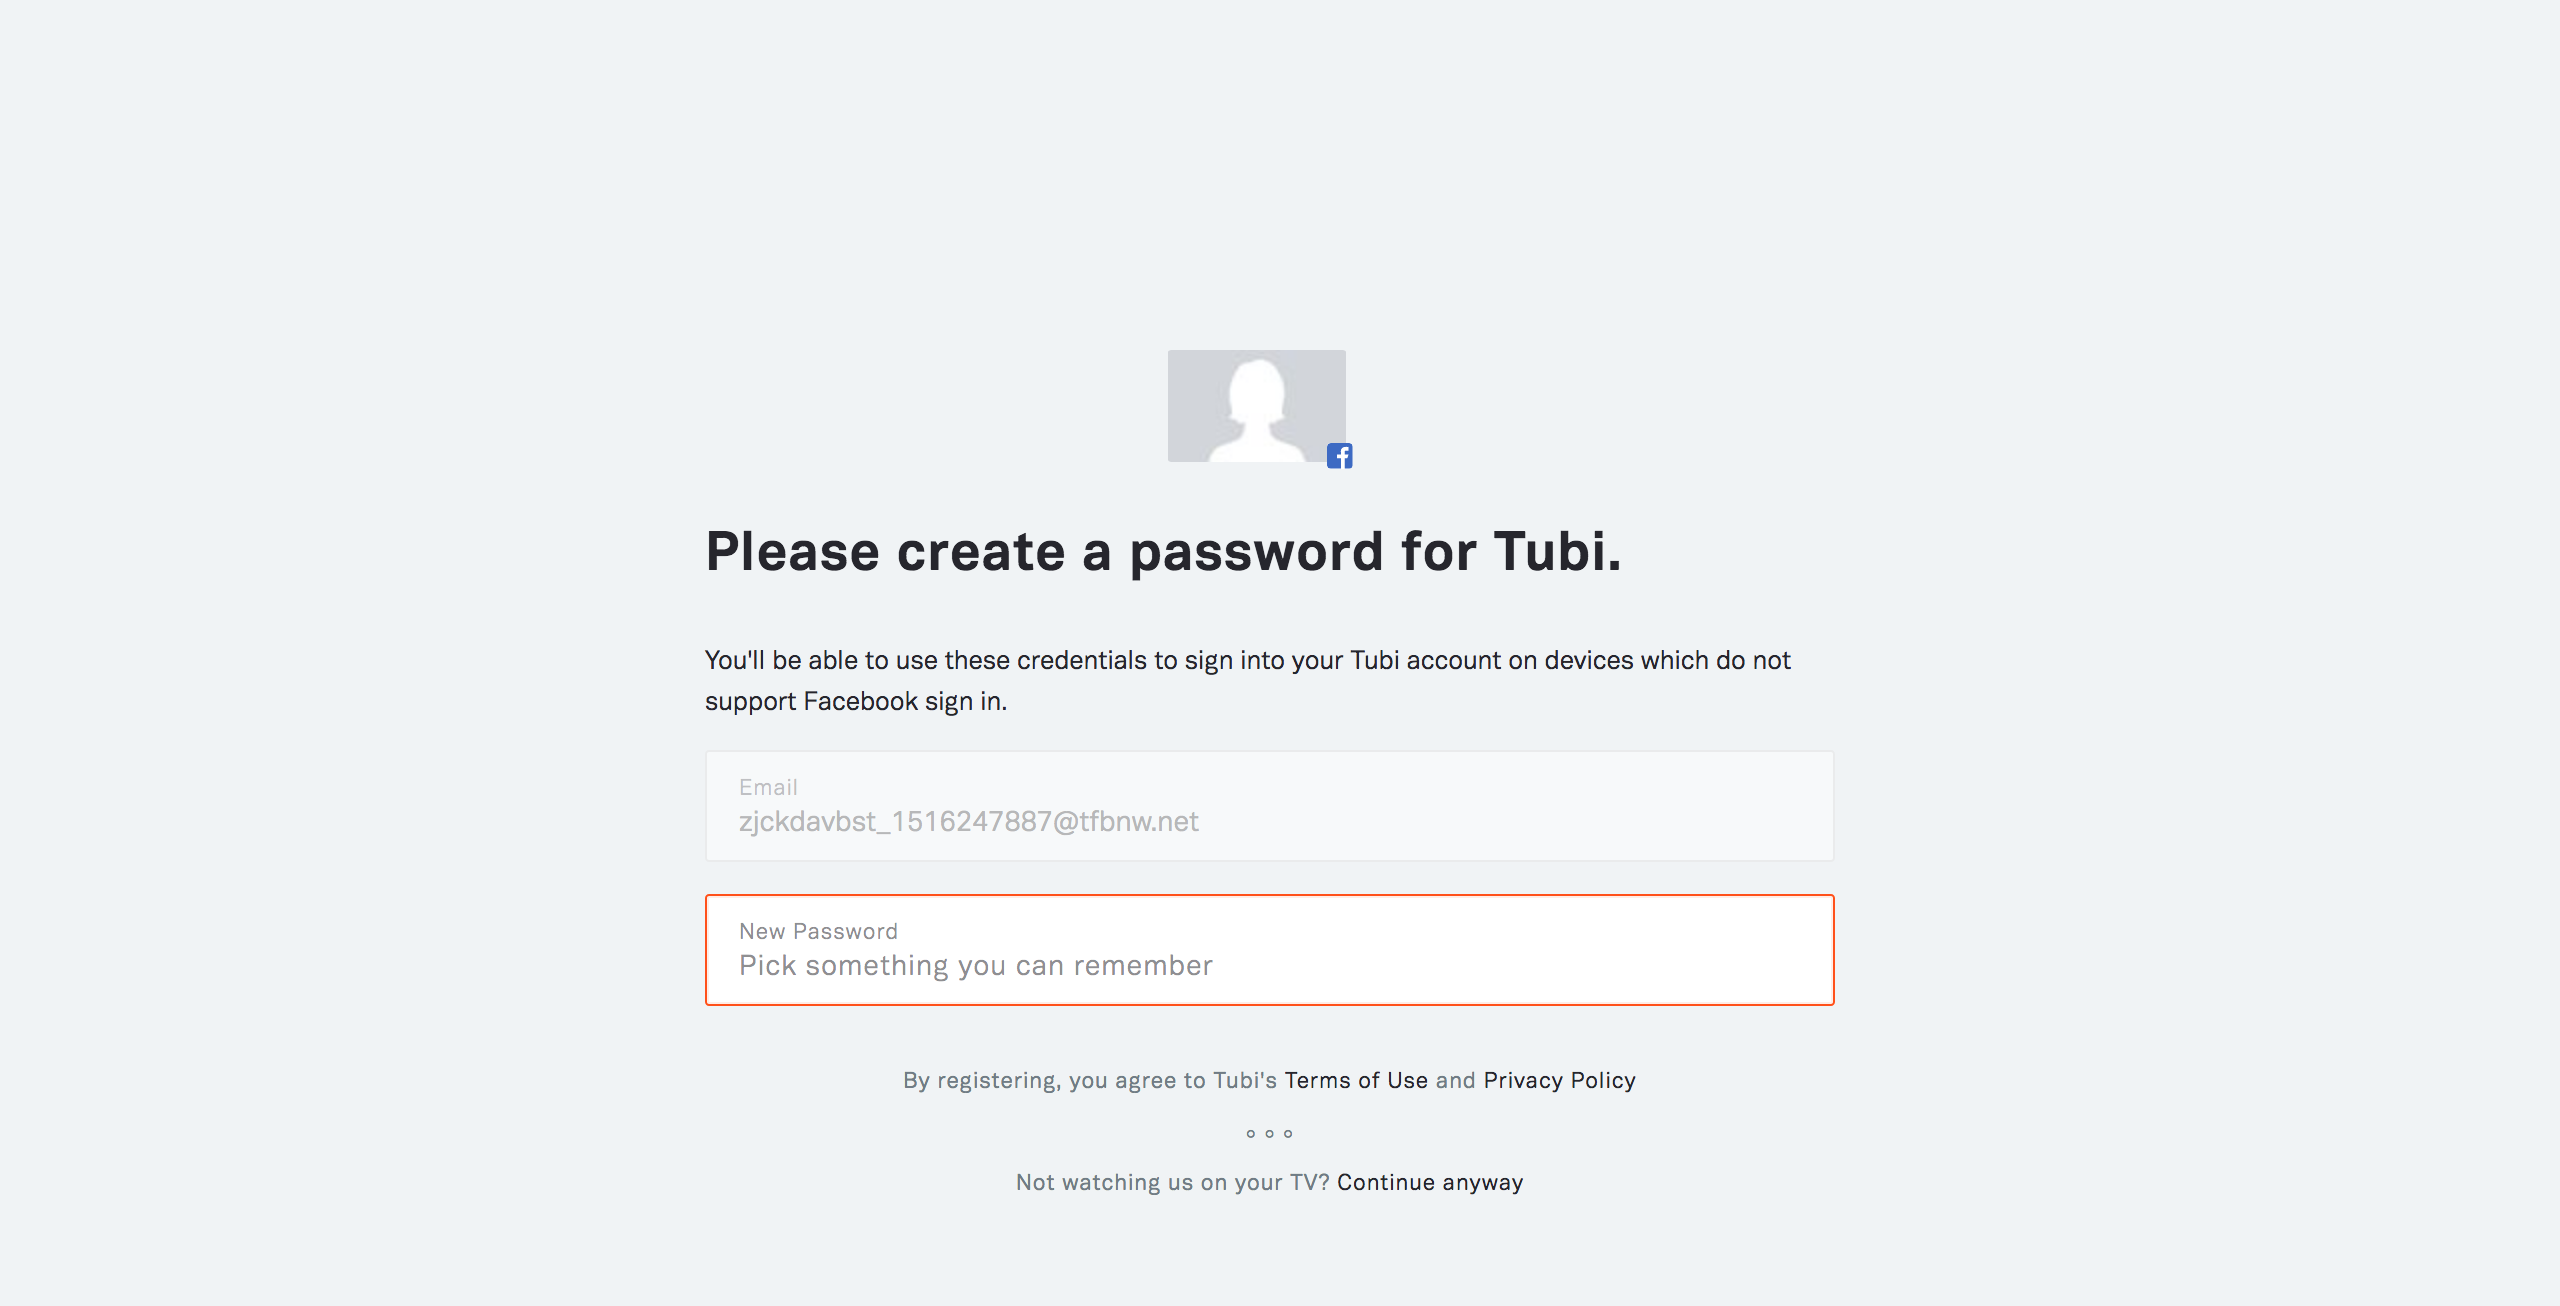 Please create a password for Tubi.
You'll be able to use these credentials to sign into your Tubi account on devices which do not
support Facebook sign in.
Email
zjckdavbst_1516247887@tfbnw.net
New Password
Pick something you can remember
By registering, you agree to Tubi's Terms of Use and Privacy Policy
Not watching us on your TV? Continue anyway